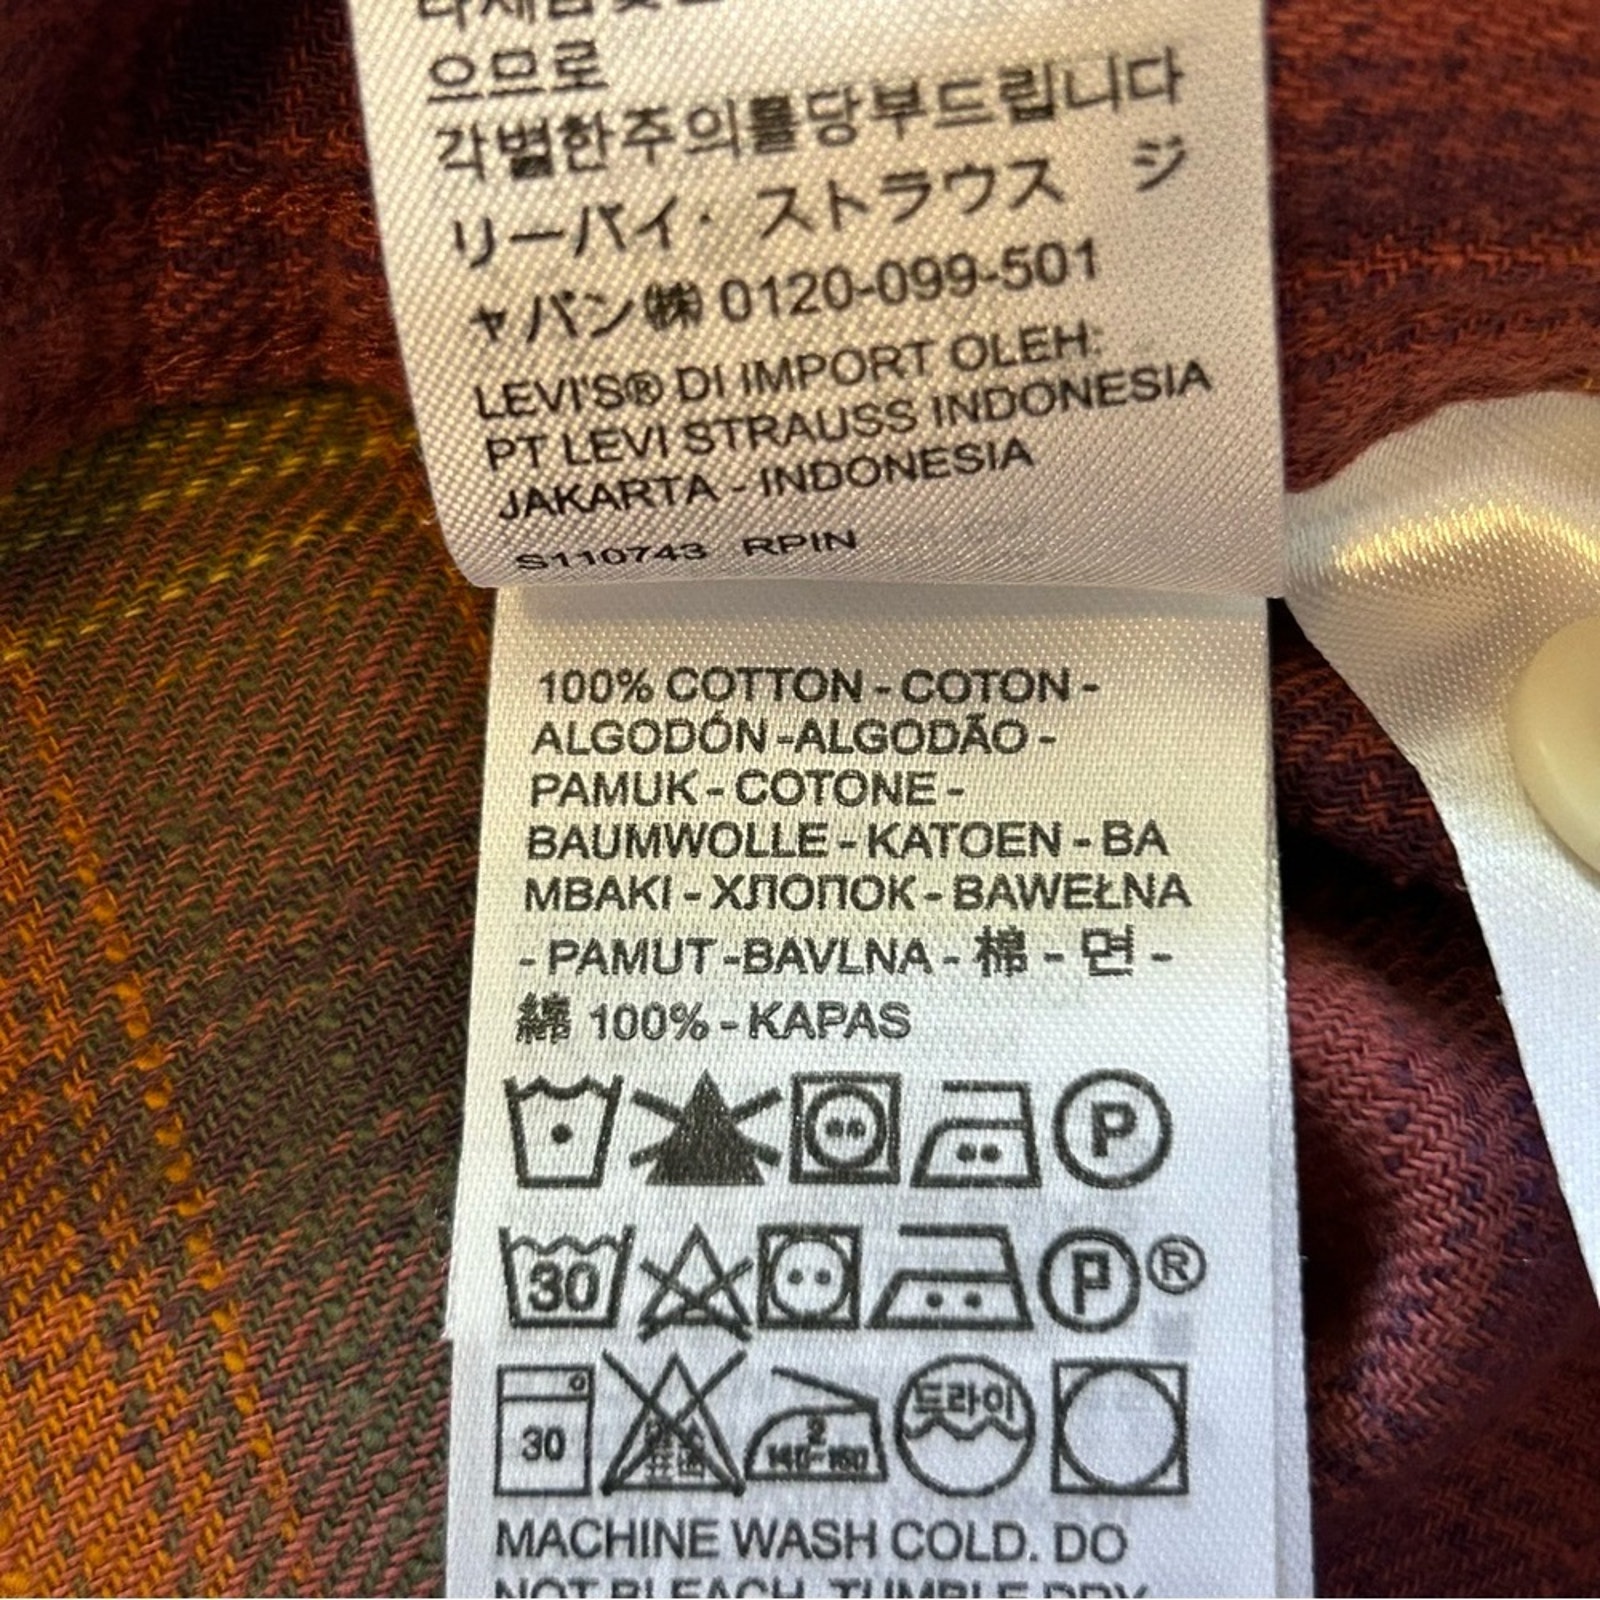 으므로
각별한주의를당부드립니다
リーバイ・ストラウス ジ
ャパン㈱ 0120-099-501
LEVI'S® DI IMPORT OLEH:
PT LEVI STRAUSS INDONESIA
JAKARTA - INDONESIA
S110743 RPIN
100% COTTON - COTON -
ALGODÓN -ALGODÃO -
PAMUK - COTONE -
BAUMWOLLE - KATOEN - BA
MBAKI - ХЛОПОК - BAWEŁNA
- PAMUT -BAVLNA - 棉 - 면 -
綿 100% - KAPAS
P
30 P ®
30 2 140-160 드라이
MACHINE WASH COLD. DO
NOT BLEACH. TUMBLE DRY